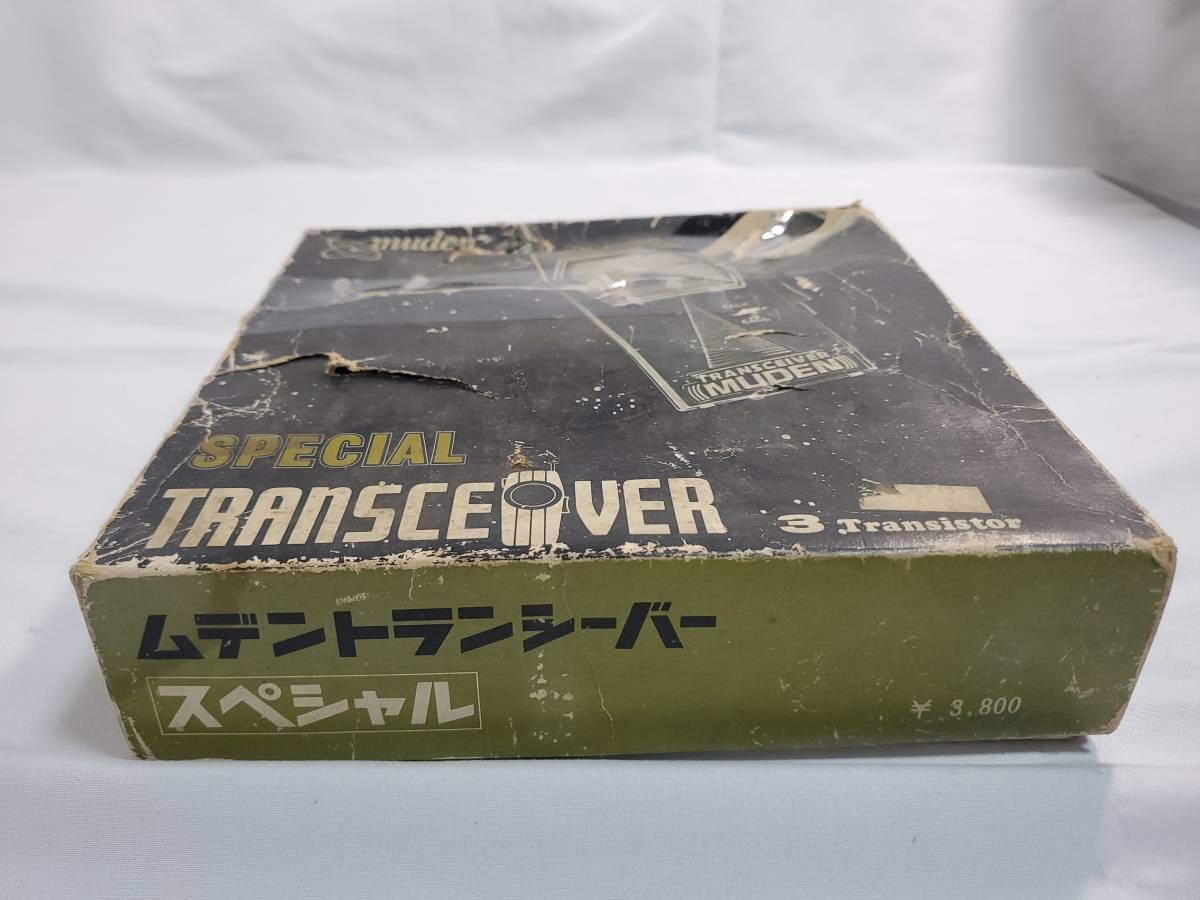 muden
TRANSCEIVER
MUDEN
SPECIAL
TRANSCEIVER
3 Transistor
ムデントランシーバー
スペシャル
¥ 3,800